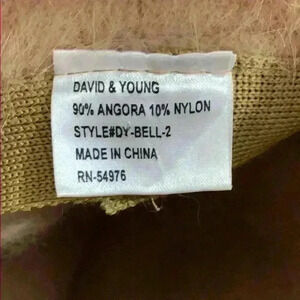 DAVID & YOUNG
90% ANGORA 10% NYLON
STYLE#DY-BELL-2
MADE IN CHINA
RN-54976